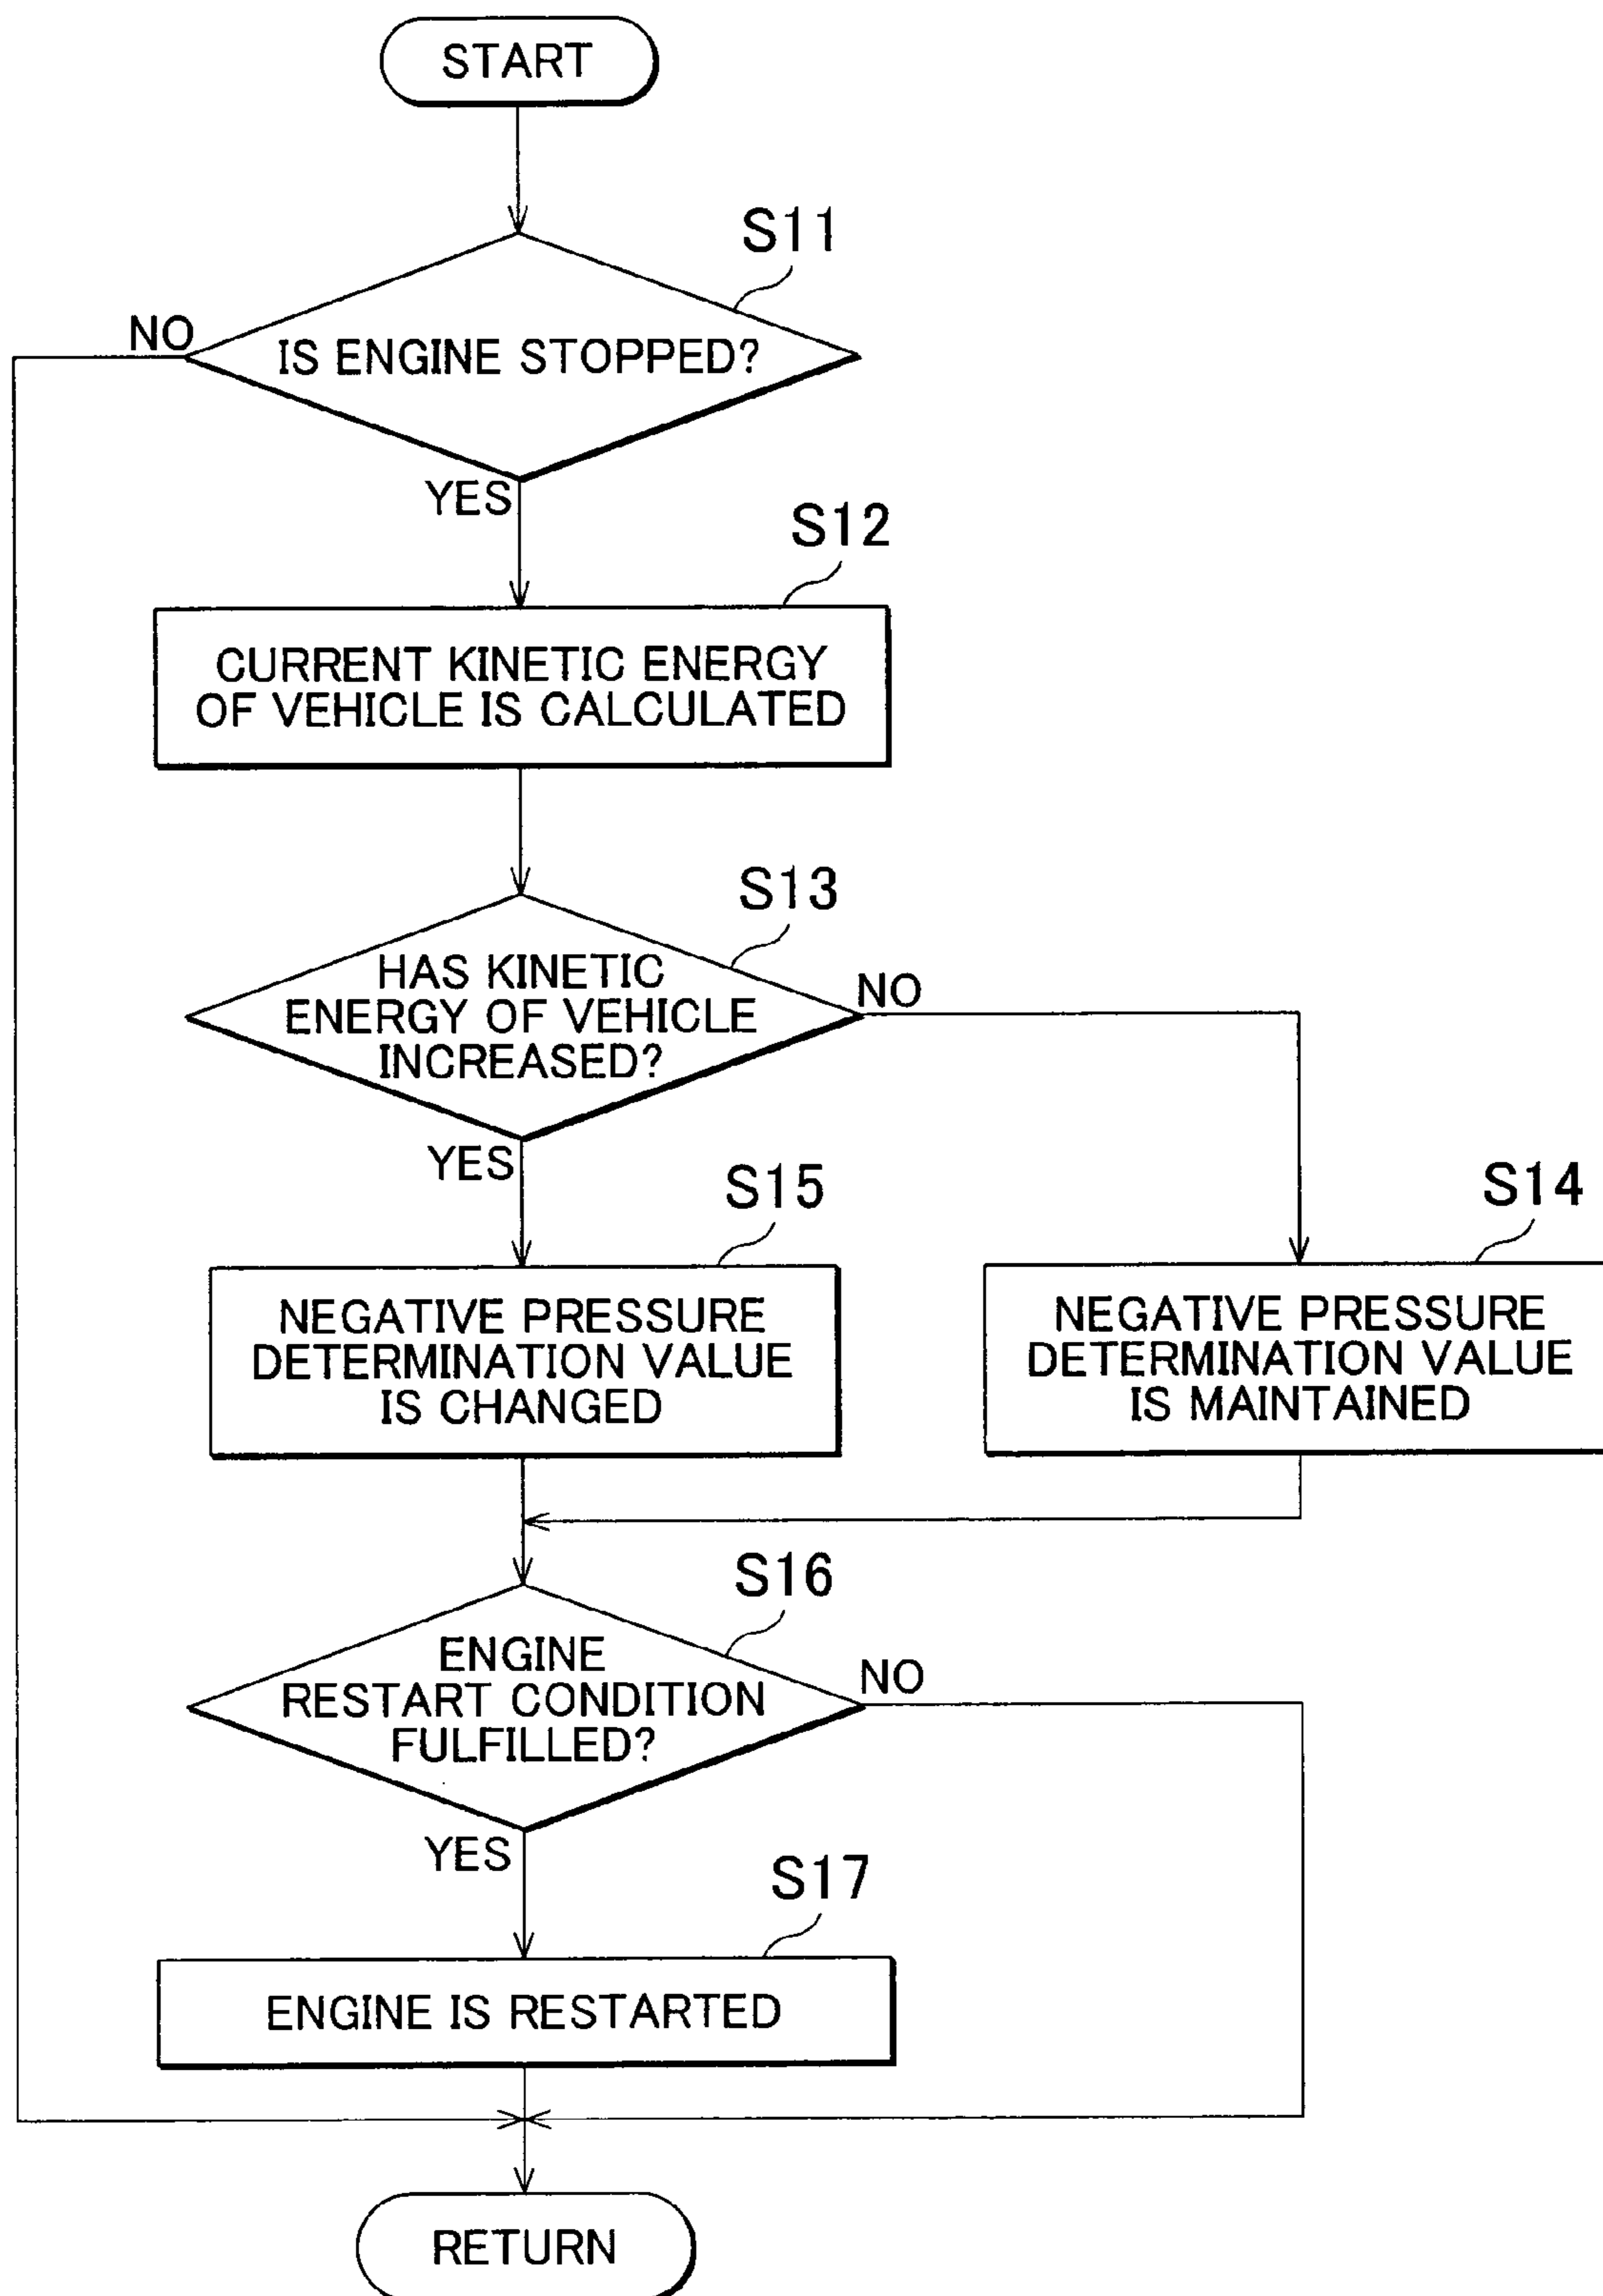 START
S11
NO
IS ENGINE STOPPED?
YES
S12
CURRENT KINETIC ENERGY
OF VEHICLE IS CALCULATED
S13
HAS KINETIC
ENERGY OF VEHICLE
INCREASED?
NO
YES
S15
S14
NEGATIVE PRESSURE
DETERMINATION VALUE
IS CHANGED
NEGATIVE PRESSURE
DETERMINATION VALUE
IS MAINTAINED
S16
ENGINE
RESTART CONDITION
FULFILLED?
NO
YES
S17
ENGINE IS RESTARTED
RETURN